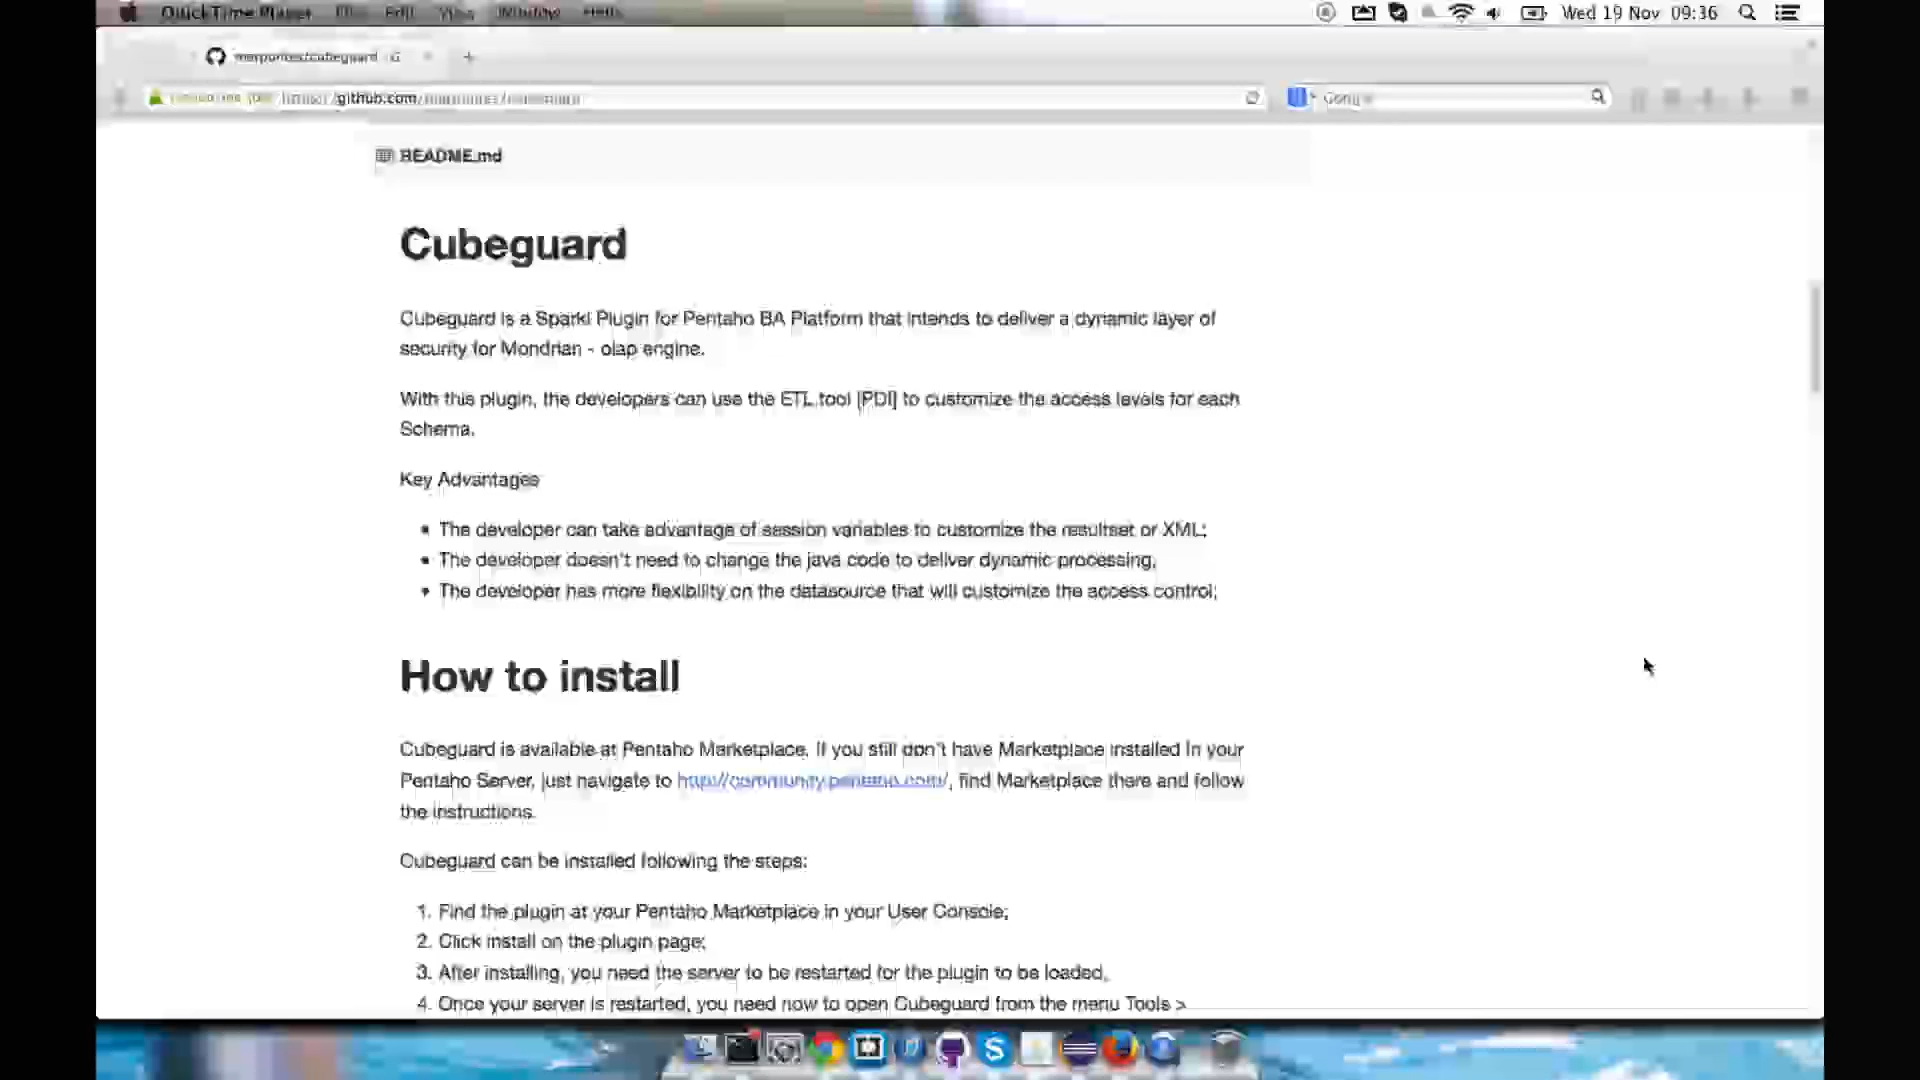 QuickTime Player File Edit View Window Help
Wed 19 Nov 09:36
github.com
Google
README.md
Cubeguard
Cubeguard is a Sparkl Plugin for Pentaho BA Platform that intends to deliver a dynamic layer of
security for Mondrian - olap engine.
With this plugin, the developers can use the ETL tool [PDI] to customize the access levels for each
Schema.
Key Advantages
• The developer can take advantage of session variables to customize the resultset or XML;
• The developer doesn't need to change the java code to deliver dynamic processing;
• The developer has more flexibility on the datasource that will customize the access control;
How to install
Cubeguard is available at Pentaho Marketplace. If you still don't have Marketplace installed in your
Pentaho Server, just navigate to http://community.pentaho.com/, find Marketplace there and follow
the instructions.
Cubeguard can be installed following the steps:
1. Find the plugin at your Pentaho Marketplace in your User Console;
2. Click install on the plugin page;
3. After installing, you need the server to be restarted for the plugin to be loaded.
4. Once your server is restarted, you need now to open Cubeguard from the menu Tools >